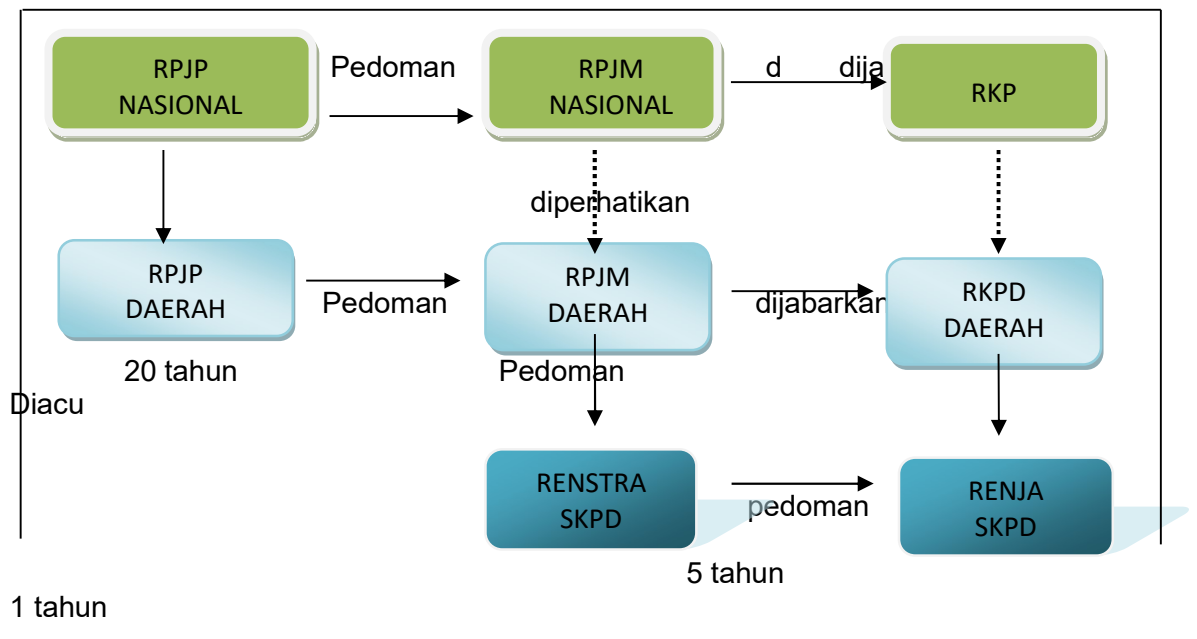 RPJP
NASIONAL
Pedoman
RPJM
NASIONAL
d dija
RKP
diperhatikan
RPJP
DAERAH
Pedoman
RPJM
DAERAH
dijabarkan
RKPD
DAERAH
20 tahun
Pedoman
Diacu
RENSTRA
SKPD
pedoman
RENJA
SKPD
5 tahun
1 tahun